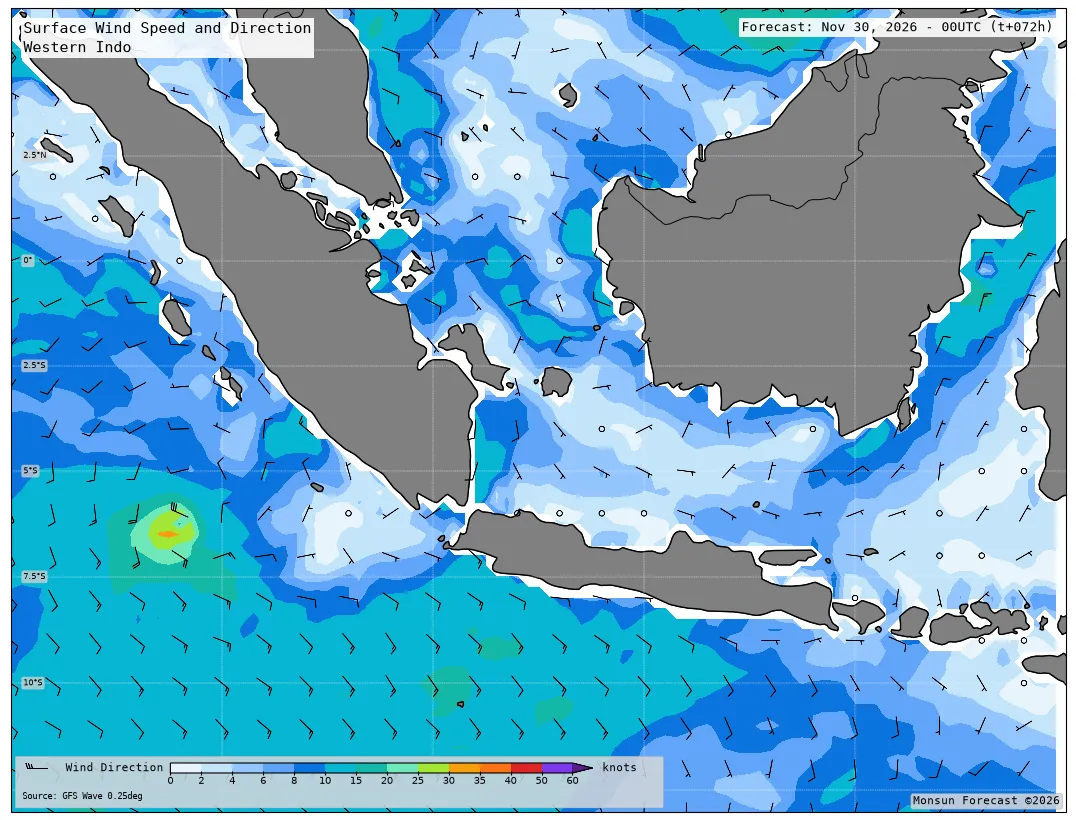 Surface Wind Speed and Direction
Western Indo
Forecast: Nov 30, 2026 - 00UTC (t+072h)
2.5°N
0°
2.5°S
5°S
7.5°S
10°S
Wind Direction
0 2 4 6 8 10 15 20 25 30 35 40 50 60
knots
Source: GFS Wave 0.25deg
Monsun Forecast ©2026